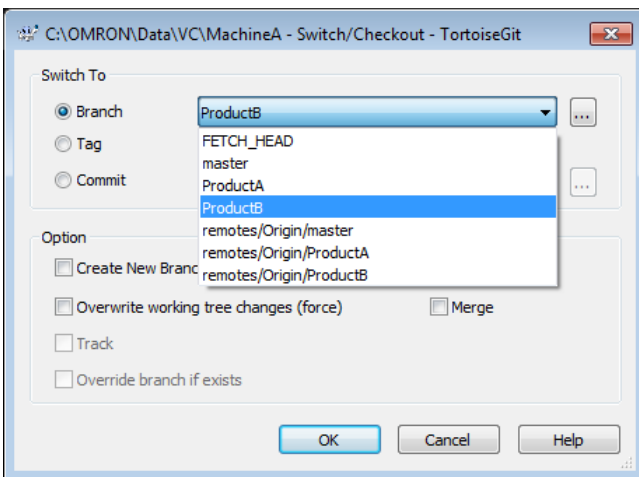 C:\OMRON\Data\VC\MachineA - Switch/Checkout - TortoiseGit
Switch To
Branch
ProductB
...
FETCH_HEAD
master
ProductA
ProductB
remotes/Origin/master
remotes/Origin/ProductA
remotes/Origin/ProductB
Tag
Commit
...
Option
Create New Branc
Overwrite working tree changes (force)
Merge
Track
Override branch if exists
OK
Cancel
Help